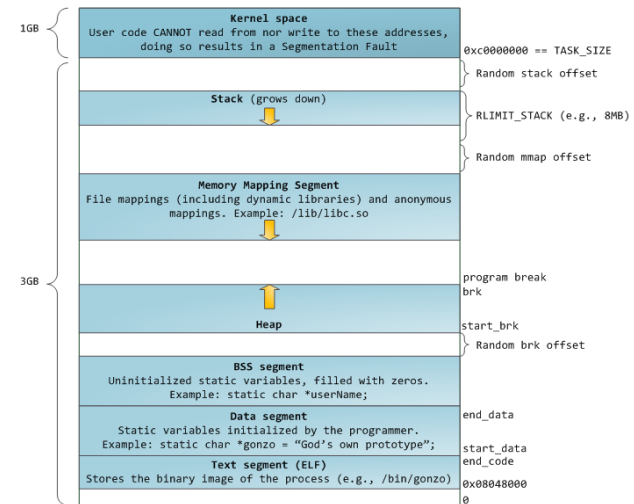 Kernel space
1GB
User code CANNOT read from nor write to these addresses,
doing so results in a Segmentation Fault
0xc0000000 == TASK_SIZE
Random stack offset
Stack (grows down)
RLIMIT_STACK (e.g., 8MB)
Random mmap offset
Memory Mapping Segment
File mappings (including dynamic libraries) and anonymous
mappings. Example: /lib/libc.so
3GB
program break
brk
Heap
start_brk
Random brk offset
BSS segment
Uninitialized static variables, filled with zeros.
Example: static char *userName;
Data segment
end_data
Static variables initialized by the programmer.
Example: static char *gonzo = “God’s own prototype”;
start_data
end_code
Text segment (ELF)
Stores the binary image of the process (e.g., /bin/gonzo)
0x08048000
0